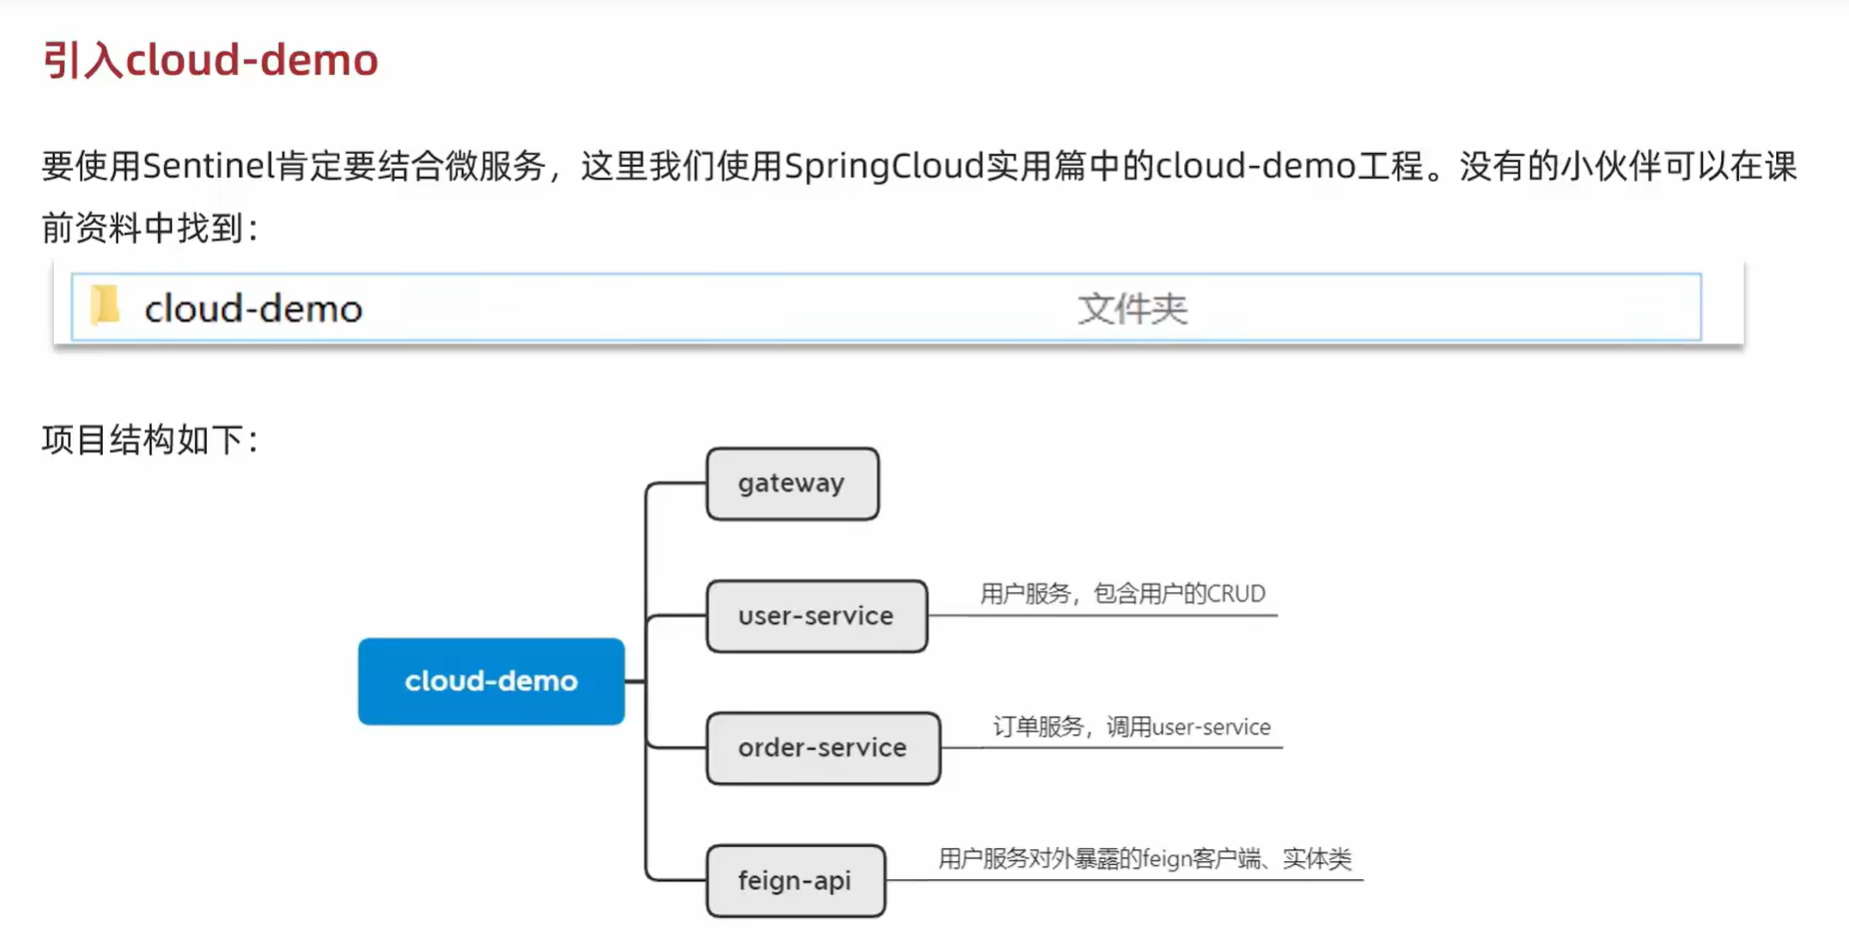 引入cloud-demo
要使用Sentinel肯定要结合微服务，这里我们使用SpringCloud实用篇中的cloud-demo工程。没有的小伙伴可以在课
前资料中找到：
cloud-demo 文件夹
项目结构如下：
gateway
user-service 用户服务，包含用户的CRUD
cloud-demo
order-service 订单服务，调用user-service
feign-api 用户服务对外暴露的feign客户端、实体类